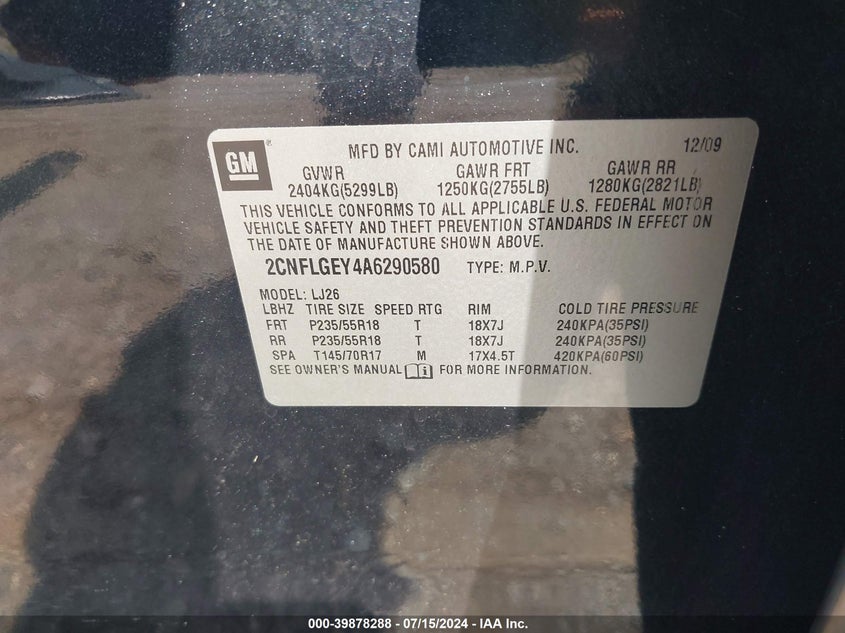 GM
MFD BY CAMI AUTOMOTIVE INC. 12/09
GVWR GAWR FRT GAWR RR
2404KG(5299LB) 1250KG(2755LB) 1280KG(2821LB)
THIS VEHICLE CONFORMS TO ALL APPLICABLE U.S. FEDERAL MOTOR
VEHICLE SAFETY AND THEFT PREVENTION STANDARDS IN EFFECT ON
THE DATE OF MANUFACTURE SHOWN ABOVE.
2CNFLGEY4A6290580 TYPE: M.P.V.
MODEL: LJ26
LBHZ TIRE SIZE SPEED RTG RIM COLD TIRE PRESSURE
FRT P235/55R18 T 18X7J 240KPA(35PSI)
RR P235/55R18 T 18X7J 240KPA(35PSI)
SPA T145/70R17 M 17X4.5T 420KPA(60PSI)
SEE OWNER'S MANUAL i FOR MORE INFORMATION.
000-39878288 - 07/15/2024 - IAA Inc.